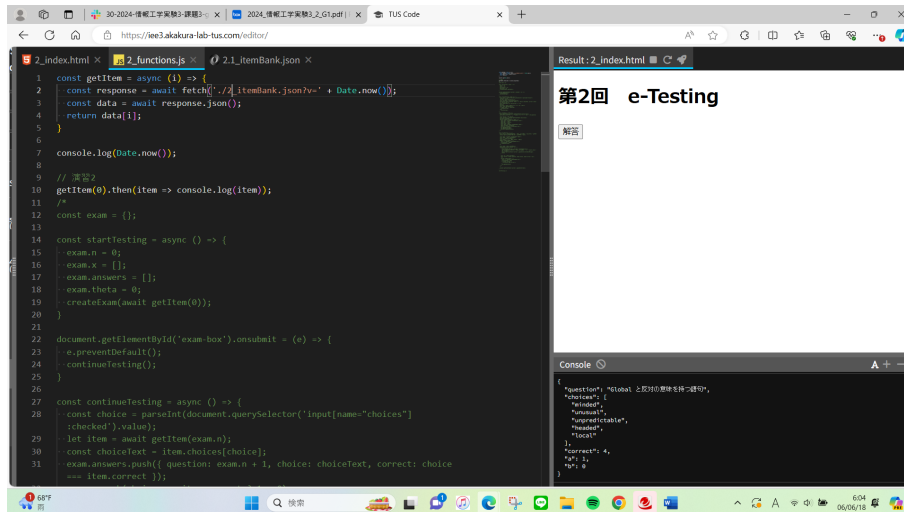 30-2024-情報工学実験3-課題3-
2024_情報工学実験3_2_G1.pdf
TUS Code
https://iee3.akakura-lab-tus.com/editor/
2_index.html
JS 2_functions.js
2.1_itemBank.json
Result : 2_index.html
1 const getItem = async (i) => {
2 const response = await fetch('./2_itemBank.json?v=' + Date.now());
3 const data = await response.json();
4 return data[i];
5 }
6
7 console.log(Date.now());
8
9 // 演習2
10 getItem(0).then(item => console.log(item));
11 /*
12 const exam = {};
13
14 const startTesting = async () => {
15 exam.n = 0;
16 exam.x = [];
17 exam.answers = [];
18 exam.theta = 0;
19 createExam(await getItem(0));
20 }
21
22 document.getElementById('exam-box').onsubmit = (e) => {
23 e.preventDefault();
24 continueTesting();
25 }
26
27 const continueTesting = async () => {
28 const choice = parseInt(document.querySelector('input[name="choices"]
:checked').value);
29 let item = await getItem(exam.n);
30 const choiceText = item.choices[choice];
31 exam.answers.push({ question: exam.n + 1, choice: choiceText, correct: choice
=== item.correct });
第2回 e-Testing
解答
Console
{
"question": "Global と反対の意味を持つ語句",
"choices": [
"minded",
"unusual",
"unpredictable",
"headed",
"local"
],
"correct": 4,
"a": 1,
"b": 0
}
1
68°F
雨
検索
A
6:04
06/06/18